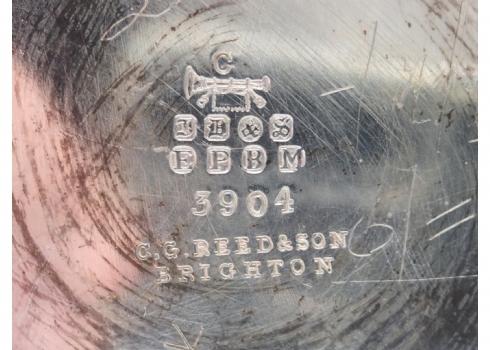 C
J D & S
E P B M
3904
C.G. REED & SON
BRIGHTON